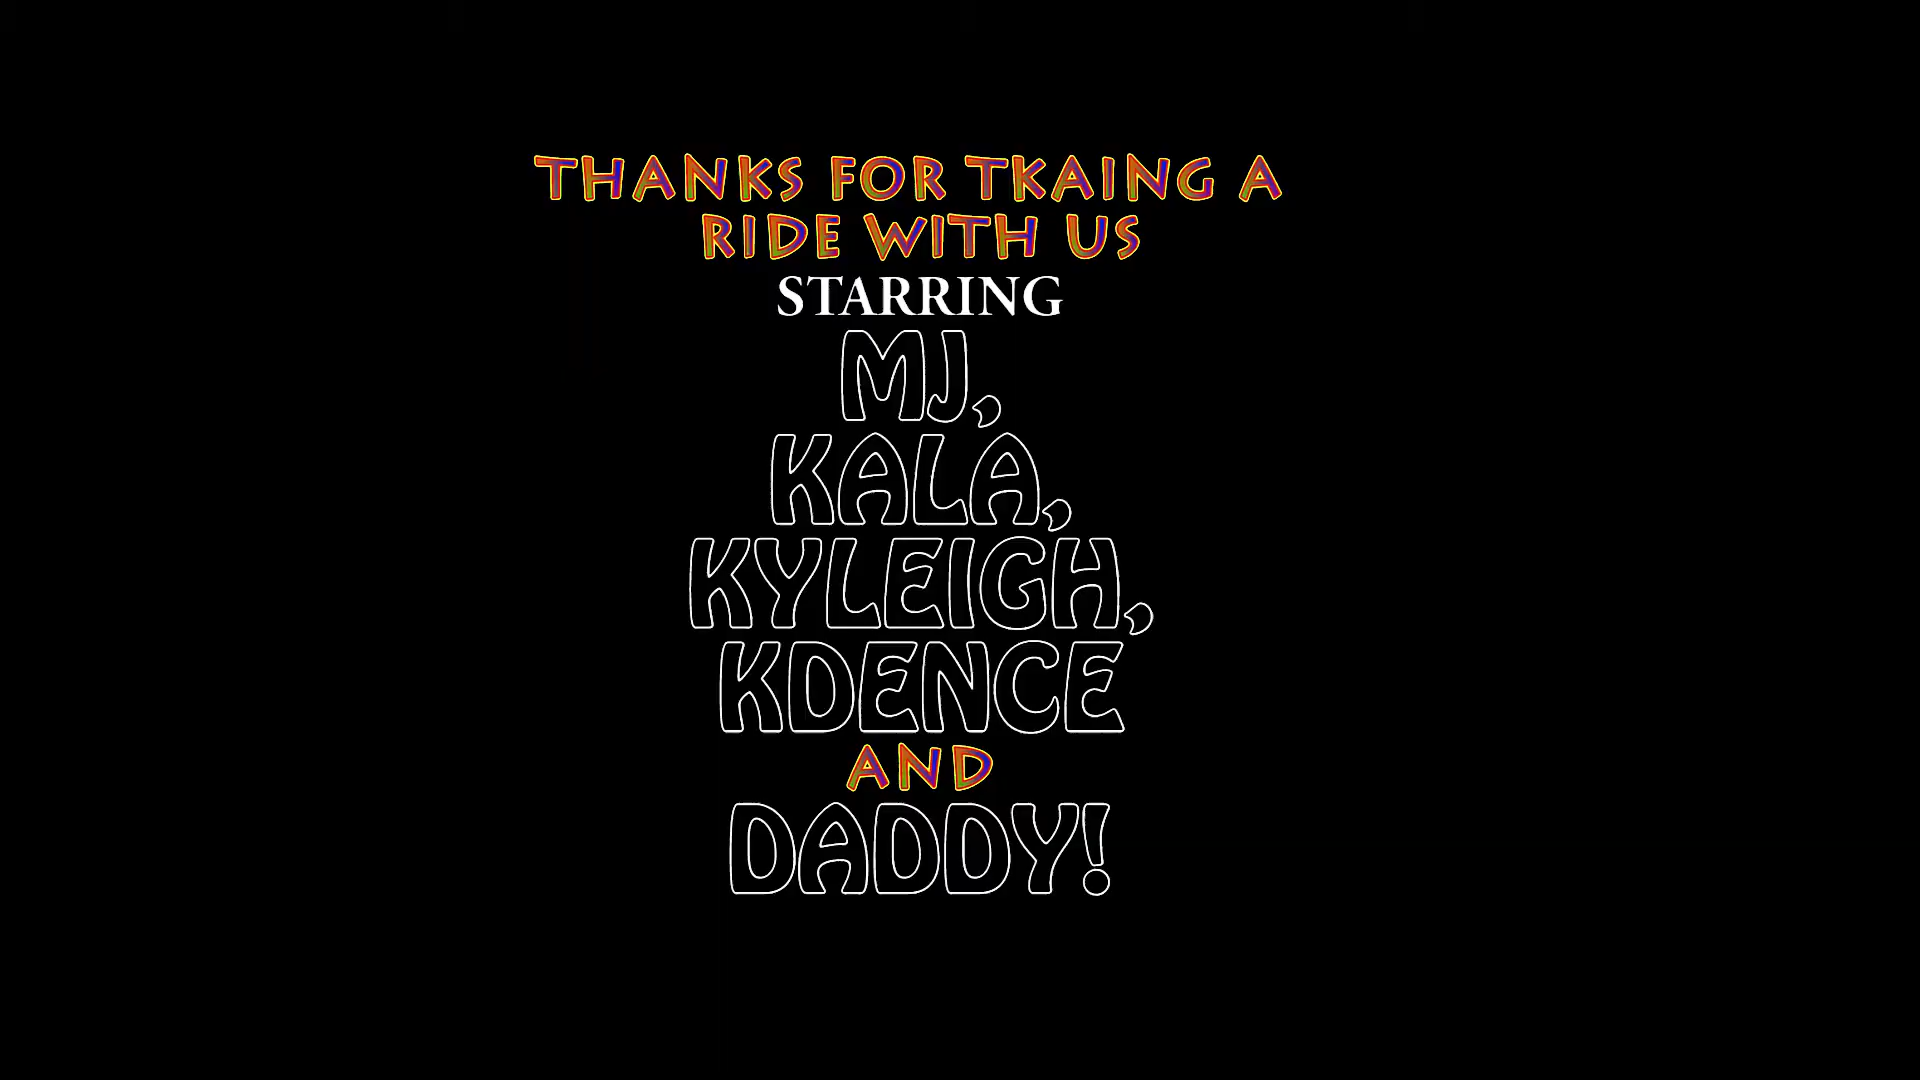 THANKS FOR TKAING A
RIDE WITH US
STARRING
MJ,
KALA,
KYLEIGH,
KDENCE
AND
DADDY!